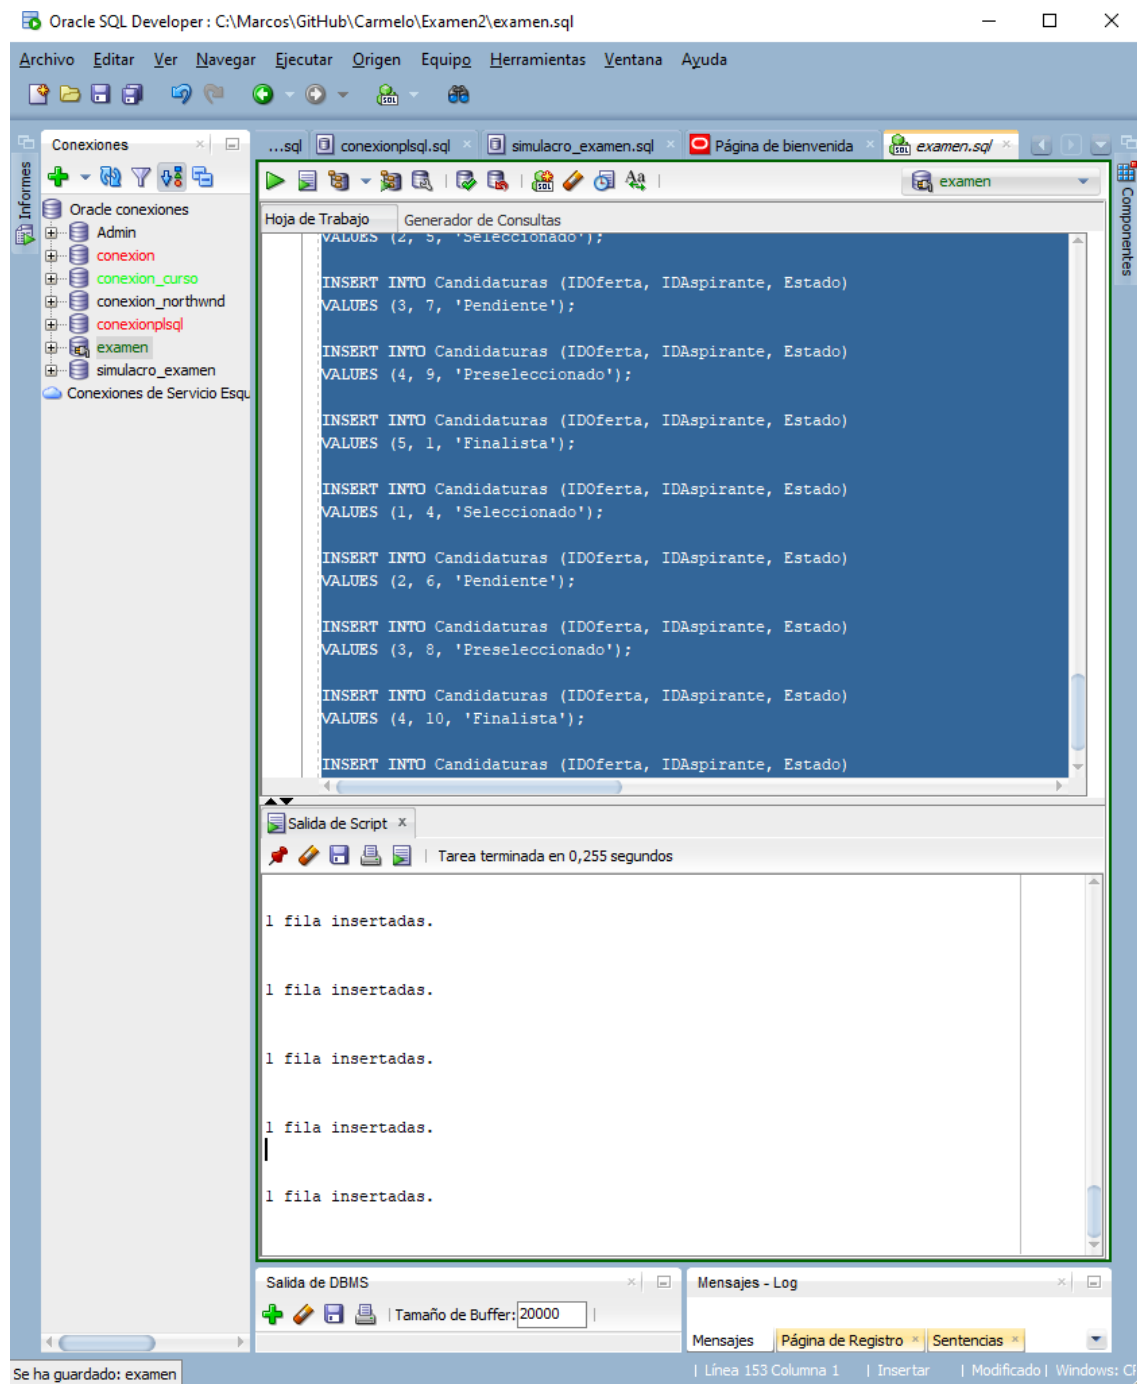 Oracle SQL Developer : C:\Marcos\GitHub\Carmelo\Examen2\examen.sql
Archivo Editar Ver Navegar Ejecutar Origen Equipo Herramientas Ventana Ayuda
Conexiones
...sql conexionplsql.sql simulacro_examen.sql Página de bienvenida examen.sql
Informes
Componentes
examen
Oracle conexiones
Admin
conexion
conexion_curso
conexion_northwnd
conexionplsql
examen
simulacro_examen
Conexiones de Servicio Esqu
Hoja de Trabajo Generador de Consultas
VALUES (2, 5, 'Seleccionado');
INSERT INTO Candidaturas (IDOferta, IDAspirante, Estado)
VALUES (3, 7, 'Pendiente');
INSERT INTO Candidaturas (IDOferta, IDAspirante, Estado)
VALUES (4, 9, 'Preseleccionado');
INSERT INTO Candidaturas (IDOferta, IDAspirante, Estado)
VALUES (5, 1, 'Finalista');
INSERT INTO Candidaturas (IDOferta, IDAspirante, Estado)
VALUES (1, 4, 'Seleccionado');
INSERT INTO Candidaturas (IDOferta, IDAspirante, Estado)
VALUES (2, 6, 'Pendiente');
INSERT INTO Candidaturas (IDOferta, IDAspirante, Estado)
VALUES (3, 8, 'Preseleccionado');
INSERT INTO Candidaturas (IDOferta, IDAspirante, Estado)
VALUES (4, 10, 'Finalista');
INSERT INTO Candidaturas (IDOferta, IDAspirante, Estado)
Salida de Script
Tarea terminada en 0,255 segundos
1 fila insertadas.
1 fila insertadas.
1 fila insertadas.
1 fila insertadas.
1 fila insertadas.
Salida de DBMS
Tamaño de Buffer: 20000
Mensajes - Log
Mensajes Página de Registro Sentencias
Se ha guardado: examen
| Línea 153 Columna 1 | Insertar | Modificado | Windows: